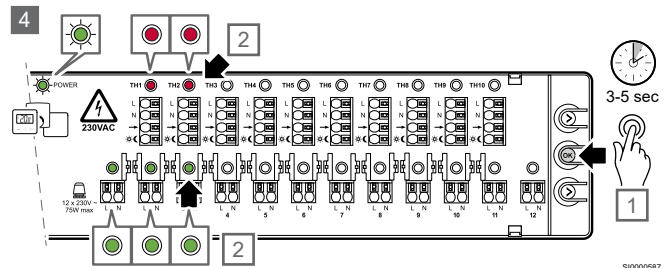 4
2
POWER
TH1 TH2 TH3 TH4 TH5 TH6 TH7 TH8 TH9 TH10
L L L L L L L L L L
N N N N N N N N N N
230VAC
3-5 sec
OK
1
12 x 230V ~
75W max
L N L N L N L N L N L N L N L N L N L N
4 5 6 7 8 9 10 11 12
2
SI0000587